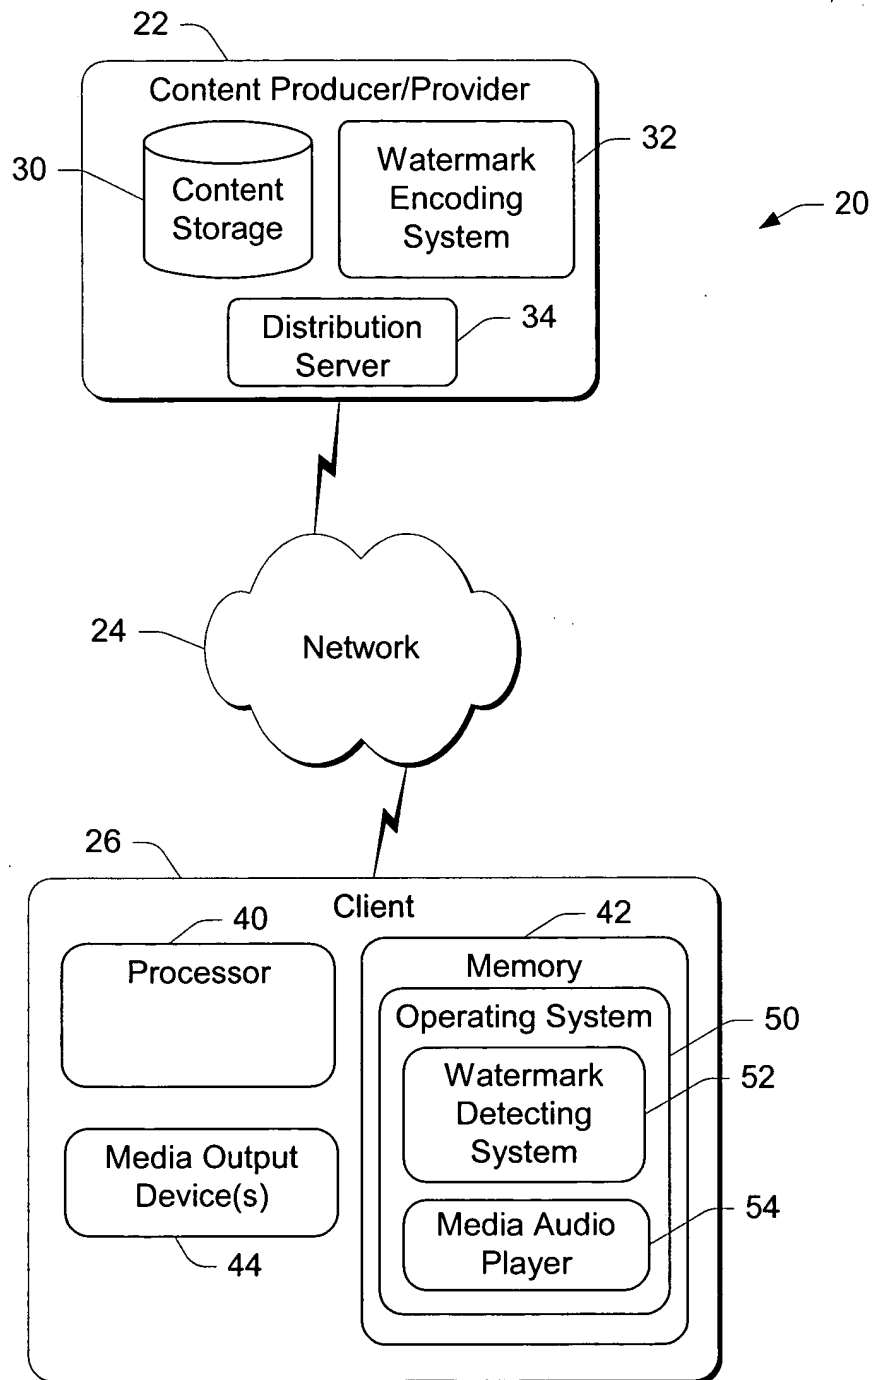 22
Content Producer/Provider
30
Content
Storage
Watermark
Encoding
System
32
20
Distribution
Server
34
24
Network
26
Client
40
Processor
42
Memory
Operating System
50
Watermark
Detecting
System
52
Media Output
Device(s)
44
Media Audio
Player
54